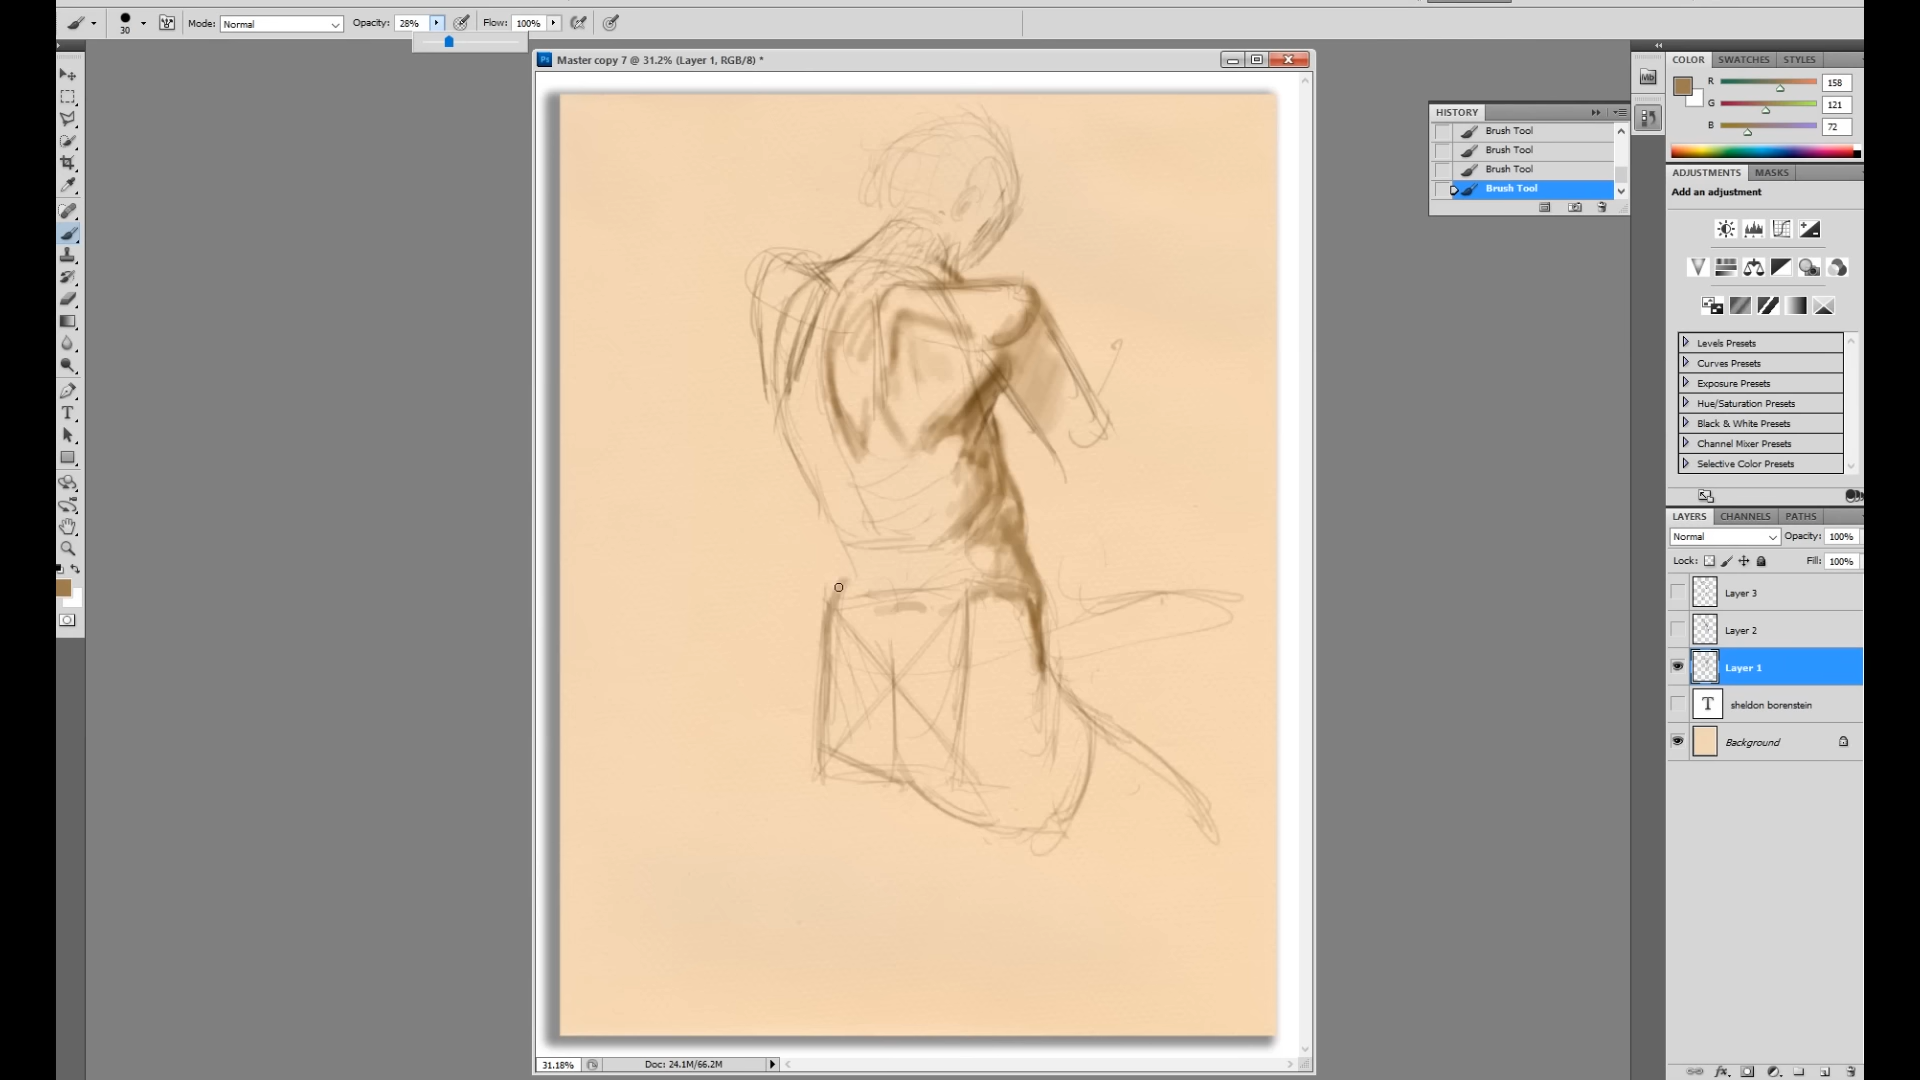 30
Mode: Normal
Opacity: 28%
Flow: 100%
Ps Master copy 7 @ 31.2% (Layer 1, RGB/8) *
HISTORY
Brush Tool
Brush Tool
Brush Tool
Brush Tool
Mb
COLOR SWATCHES STYLES
R 158
G 121
B 72
ADJUSTMENTS MASKS
Add an adjustment
Levels Presets
Curves Presets
Exposure Presets
Hue/Saturation Presets
Black & White Presets
Channel Mixer Presets
Selective Color Presets
LAYERS CHANNELS PATHS
Normal Opacity: 100%
Lock: Fill: 100%
Layer 3
Layer 2
Layer 1
T sheldon borenstein
Background
T
31.18% Doc: 24.1M/66.2M
fx